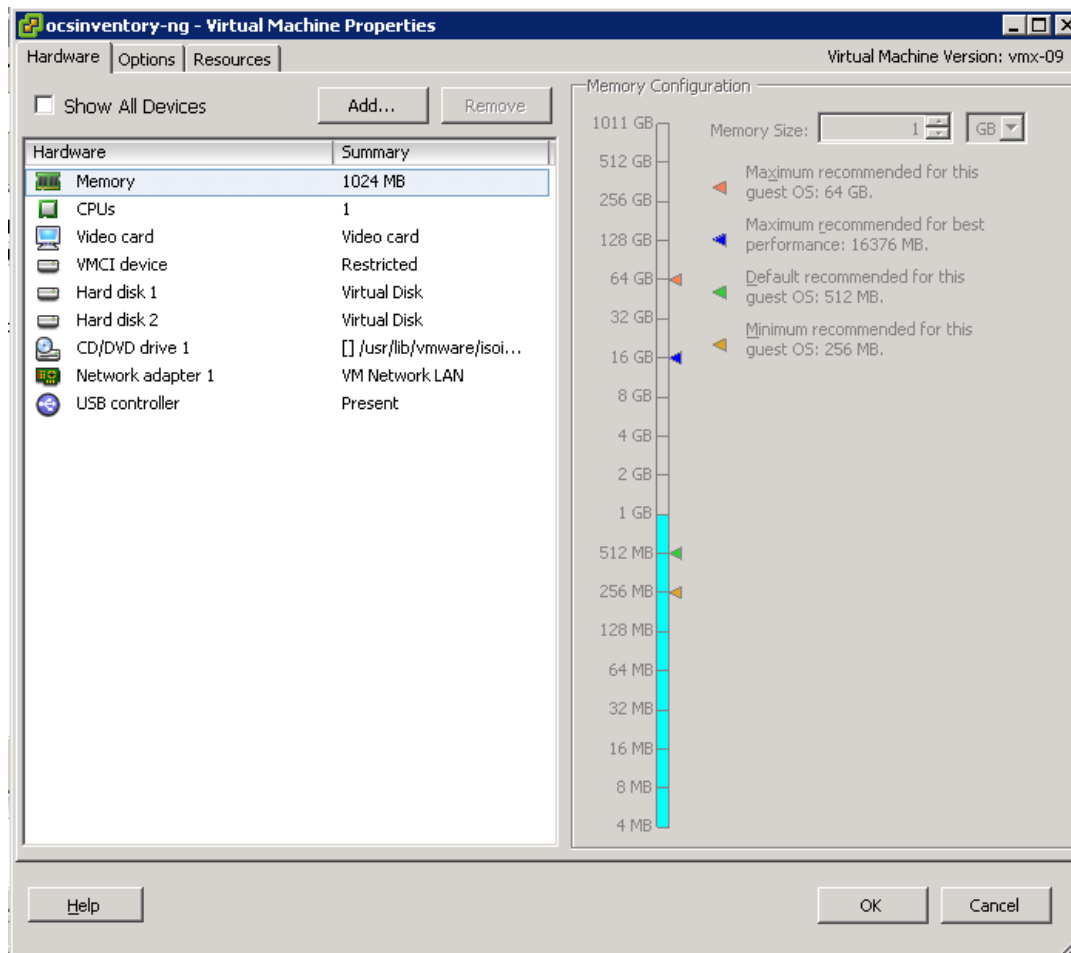 ocsinventory-ng - Virtual Machine Properties
Hardware Options Resources
Virtual Machine Version: vmx-09
Show All Devices
Add...
Remove
Hardware Summary
Memory 1024 MB
CPUs 1
Video card Video card
VMCI device Restricted
Hard disk 1 Virtual Disk
Hard disk 2 Virtual Disk
CD/DVD drive 1 [] /usr/lib/vmware/isoi...
Network adapter 1 VM Network LAN
USB controller Present
Memory Configuration
1011 GB
512 GB
256 GB
128 GB
64 GB
32 GB
16 GB
8 GB
4 GB
2 GB
1 GB
512 MB
256 MB
128 MB
64 MB
32 MB
16 MB
8 MB
4 MB
Memory Size: 1 GB
Maximum recommended for this
guest OS: 64 GB.
Maximum recommended for best
performance: 16376 MB.
Default recommended for this
guest OS: 512 MB.
Minimum recommended for this
guest OS: 256 MB.
Help
OK
Cancel